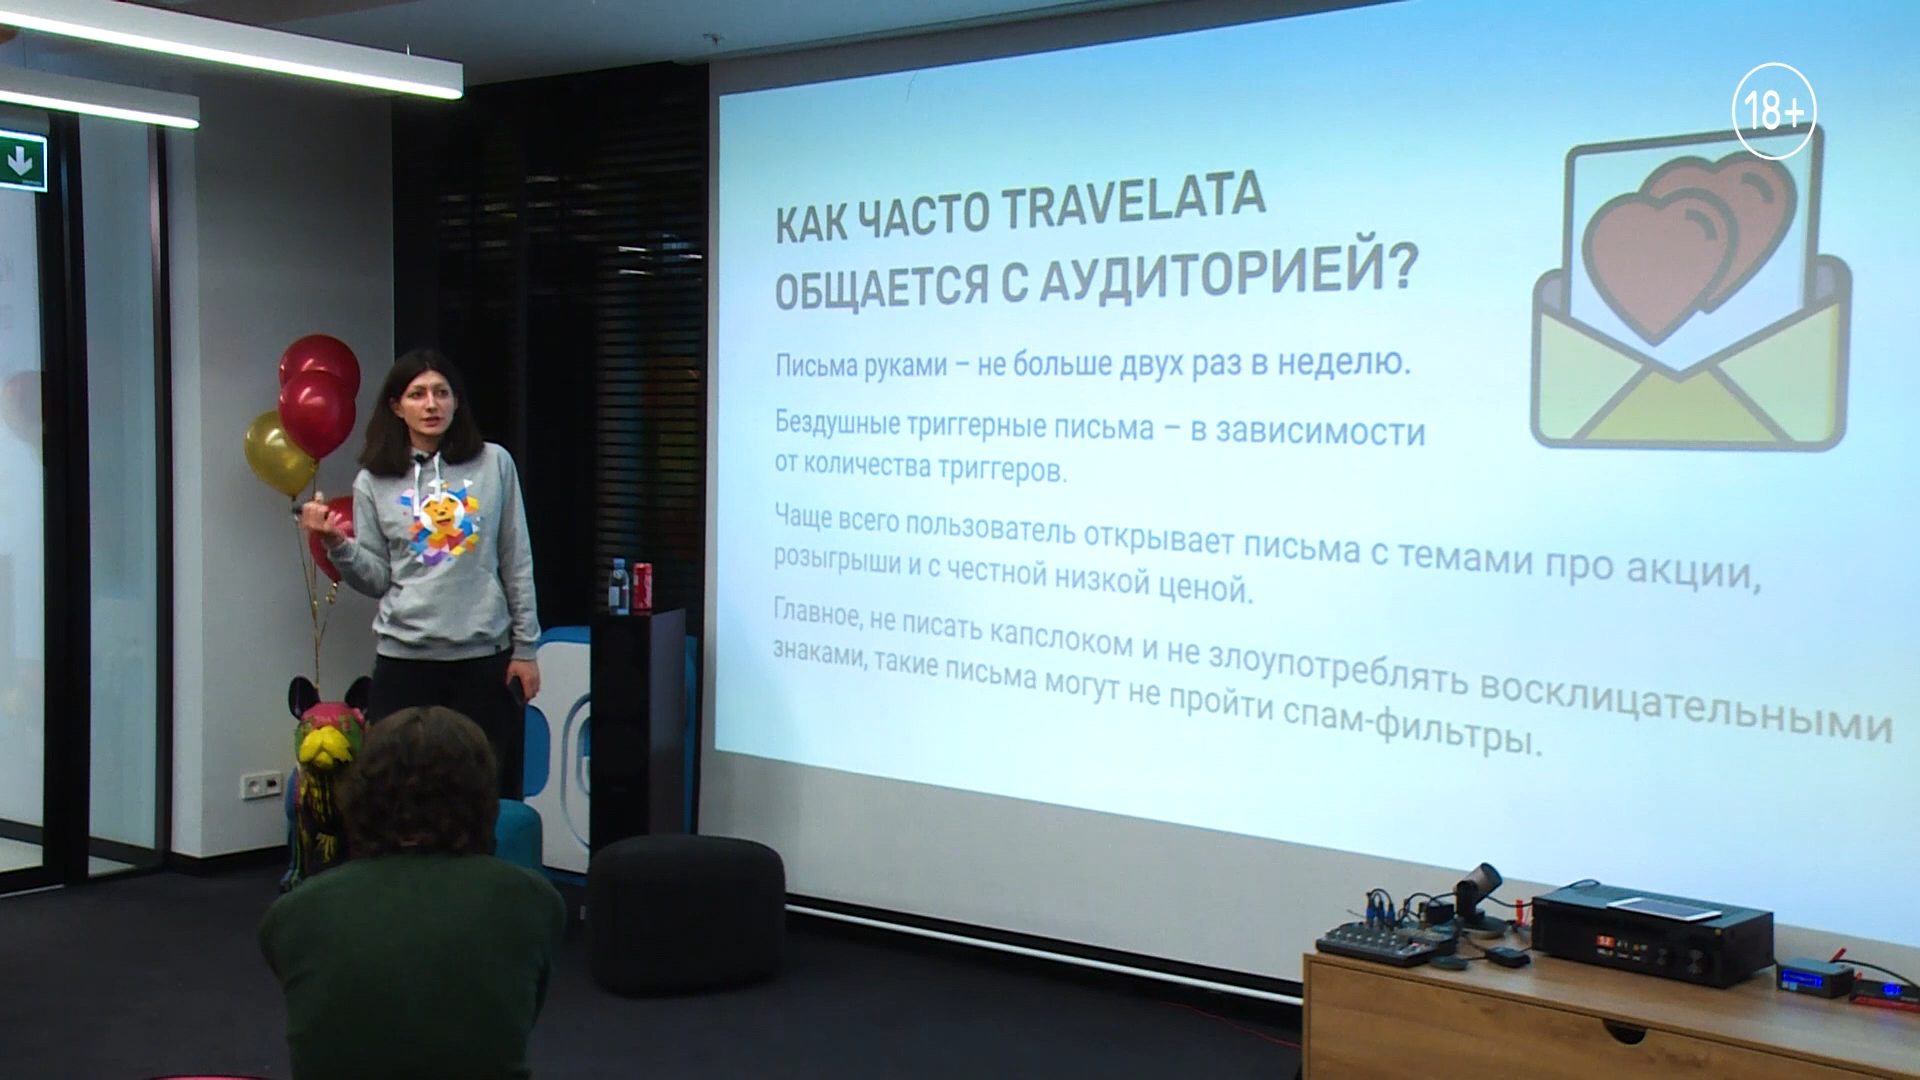 18+
КАК ЧАСТО TRAVELATA
ОБЩАЕТСЯ С АУДИТОРИЕЙ?
Письма руками – не больше двух раз в неделю.
Бездушные триггерные письма – в зависимости
от количества триггеров.
Чаще всего пользователь открывает письма с темами про акции,
розыгрыши и с честной низкой ценой.
Главное, не писать капслоком и не злоупотреблять восклицательными
знаками, такие письма могут не пройти спам-фильтры.